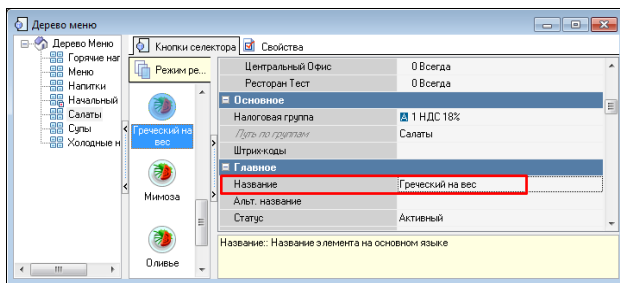 Дерево меню
Дерево Меню
Горячие наг
Меню
Напитки
Начальный
Салаты
Супы
Холодные н
Кнопки селектора
Свойства
Режим ре...
Греческий на вес
Мимоза
Оливье
Центральный Офис 0 Всегда
Ресторан Тест 0 Всегда
Основное
Налоговая группа 1 НДС 18%
Путь по группам Салаты
Штрих-коды
Главное
Название Греческий на вес
Альт. название
Статус Активный
Название:: Название элемента на основном языке